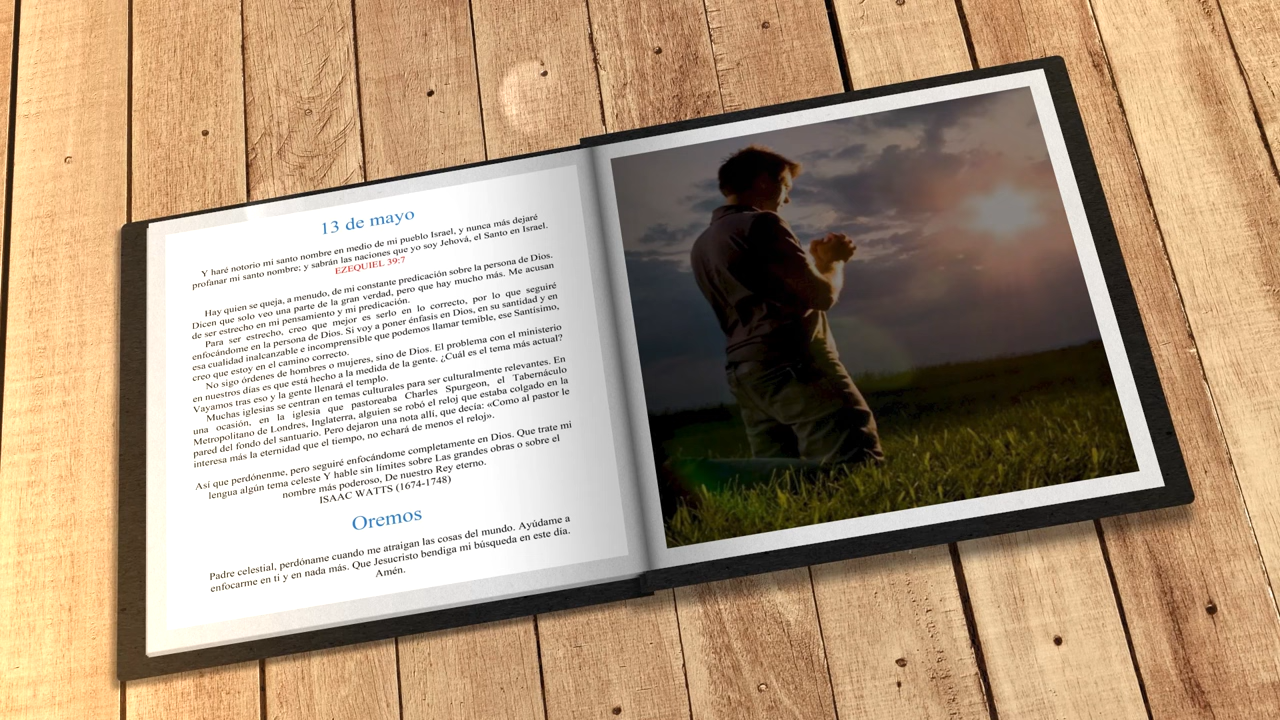 13 de mayo
Y haré notorio mi santo nombre en medio de mi pueblo Israel, y nunca más dejaré
profanar mi santo nombre; y sabrán las naciones que yo soy Jehová, el Santo en Israel.
EZEQUIEL 39:7
Hay quien se queja, a menudo, de mi constante predicación sobre la persona de Dios.
Dicen que solo veo una parte de la gran verdad, pero que hay mucho más. Me acusan
de ser estrecho en mi pensamiento y mi predicación.
Para ser estrecho, creo que mejor es serlo en lo correcto, por lo que seguiré
enfocándome en la persona de Dios. Si voy a poner énfasis en Dios, en su santidad y en
esa cualidad inalcanzable e incomprensible que podemos llamar temible, ese Santísimo,
creo que estoy en el camino correcto.
No sigo órdenes de hombres o mujeres, sino de Dios. El problema con el ministerio
en nuestros días es que está hecho a la medida de la gente. ¿Cuál es el tema más actual?
Vayamos tras eso y la gente llenará el templo.
Muchas iglesias se centran en temas culturales para ser culturalmente relevantes. En
una ocasión, en la iglesia que pastoreaba Charles Spurgeon, el Tabernáculo
Metropolitano de Londres, Inglaterra, alguien se robó el reloj que estaba colgado en la
pared del fondo del santuario. Pero dejaron una nota allí, que decía: «Como al pastor le
interesa más la eternidad que el tiempo, no echará de menos el reloj».
Así que perdónenme, pero seguiré enfocándome completamente en Dios. Que trate mi
lengua algún tema celeste Y hable sin límites sobre Las grandes obras o sobre el
nombre más poderoso, De nuestro Rey eterno.
ISAAC WATTS (1674-1748)
Oremos
Padre celestial, perdóname cuando me atraigan las cosas del mundo. Ayúdame a
enfocarme en ti y en nada más. Que Jesucristo bendiga mi búsqueda en este día.
Amén.